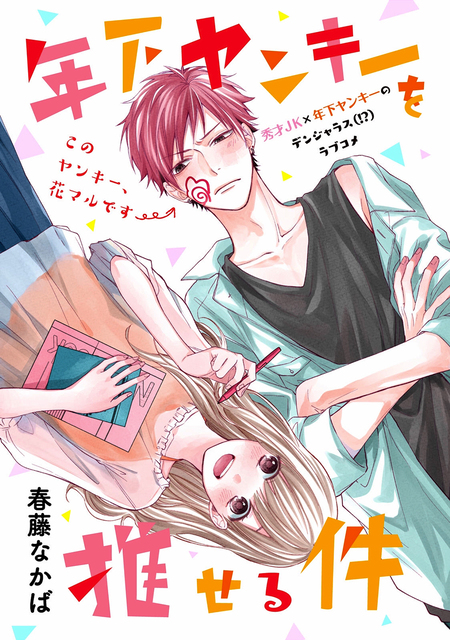 年下ヤンキーを
秀才JK×年下ヤンキーの
デンジャラス(!?)
ラブコメ
この
ヤンキー、
花マルです
春藤なかば
推せる件